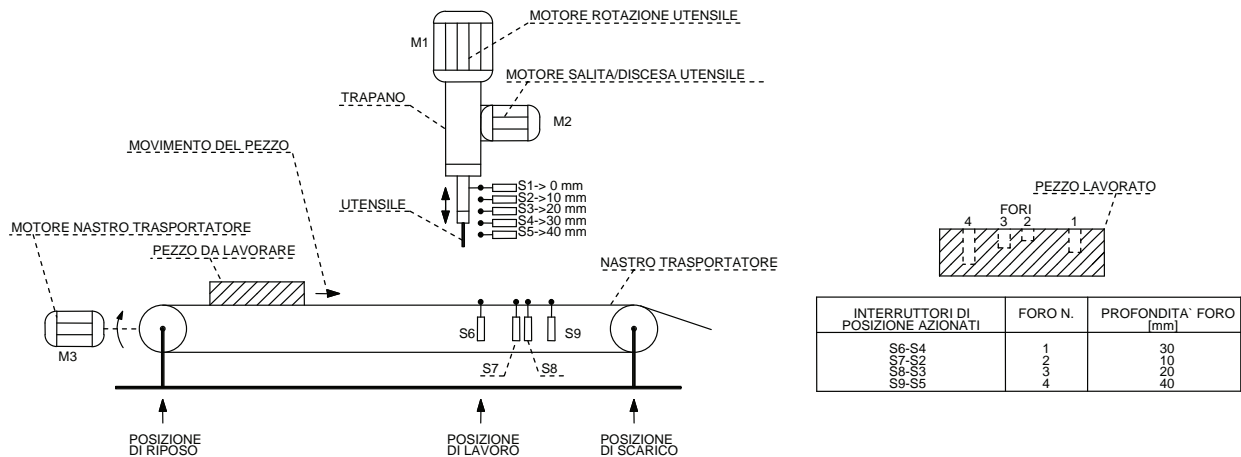 MOTORE ROTAZIONE UTENSILE
M1
MOTORE SALITA/DISCESA UTENSILE
TRAPANO
M2
MOVIMENTO DEL PEZZO
S1-> 0 mm
S2->10 mm
S3->20 mm
S4->30 mm
S5->40 mm
UTENSILE
MOTORE NASTRO TRASPORTATORE
PEZZO DA LAVORARE
NASTRO TRASPORTATORE
M3
S6
S9
S7
S8
POSIZIONE
DI RIPOSO
POSIZIONE
DI LAVORO
POSIZIONE
DI SCARICO
PEZZO LAVORATO
FORI
4 3 2 1
INTERRUTTORI DI
POSIZIONE AZIONATI
FORO N.
PROFONDITA` FORO
[mm]
S6-S4 1 30
S7-S2 2 10
S8-S3 3 20
S9-S5 4 40